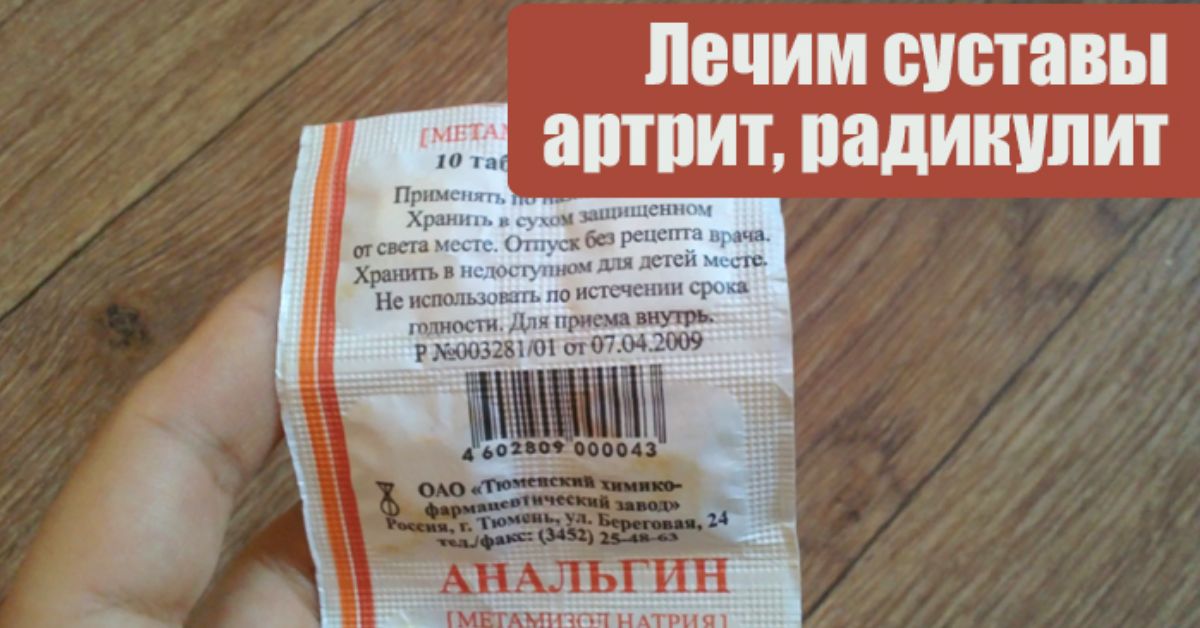 Лечим суставы
артрит, радикулит
[МЕТАМ
10 таб
Применять по
Хранить в сухом защищенном
от света месте. Отпуск без рецепта врача.
Хранить в недоступном для детей месте.
Не использовать по истечении срока
годности. Для приема внутрь.
Р №003281/01 от 07.04.2009
4 602809 000043
ОАО «Тюменский химико-
фармацевтический завод»
Россия, г. Тюмень, ул. Береговая, 24
тел./факс: (3452) 25-48-63
АНАЛЬГИН
[МЕТАМИЗОЛ НАТРИЯ]